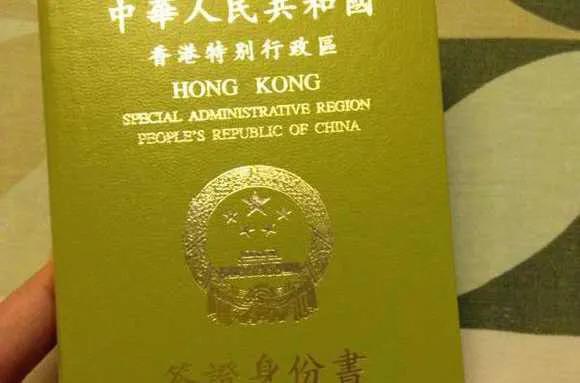 中華人民共和國
香港特別行政區
HONG KONG
SPECIAL ADMINISTRATIVE REGION
PEOPLE'S REPUBLIC OF CHINA
簽證身份書